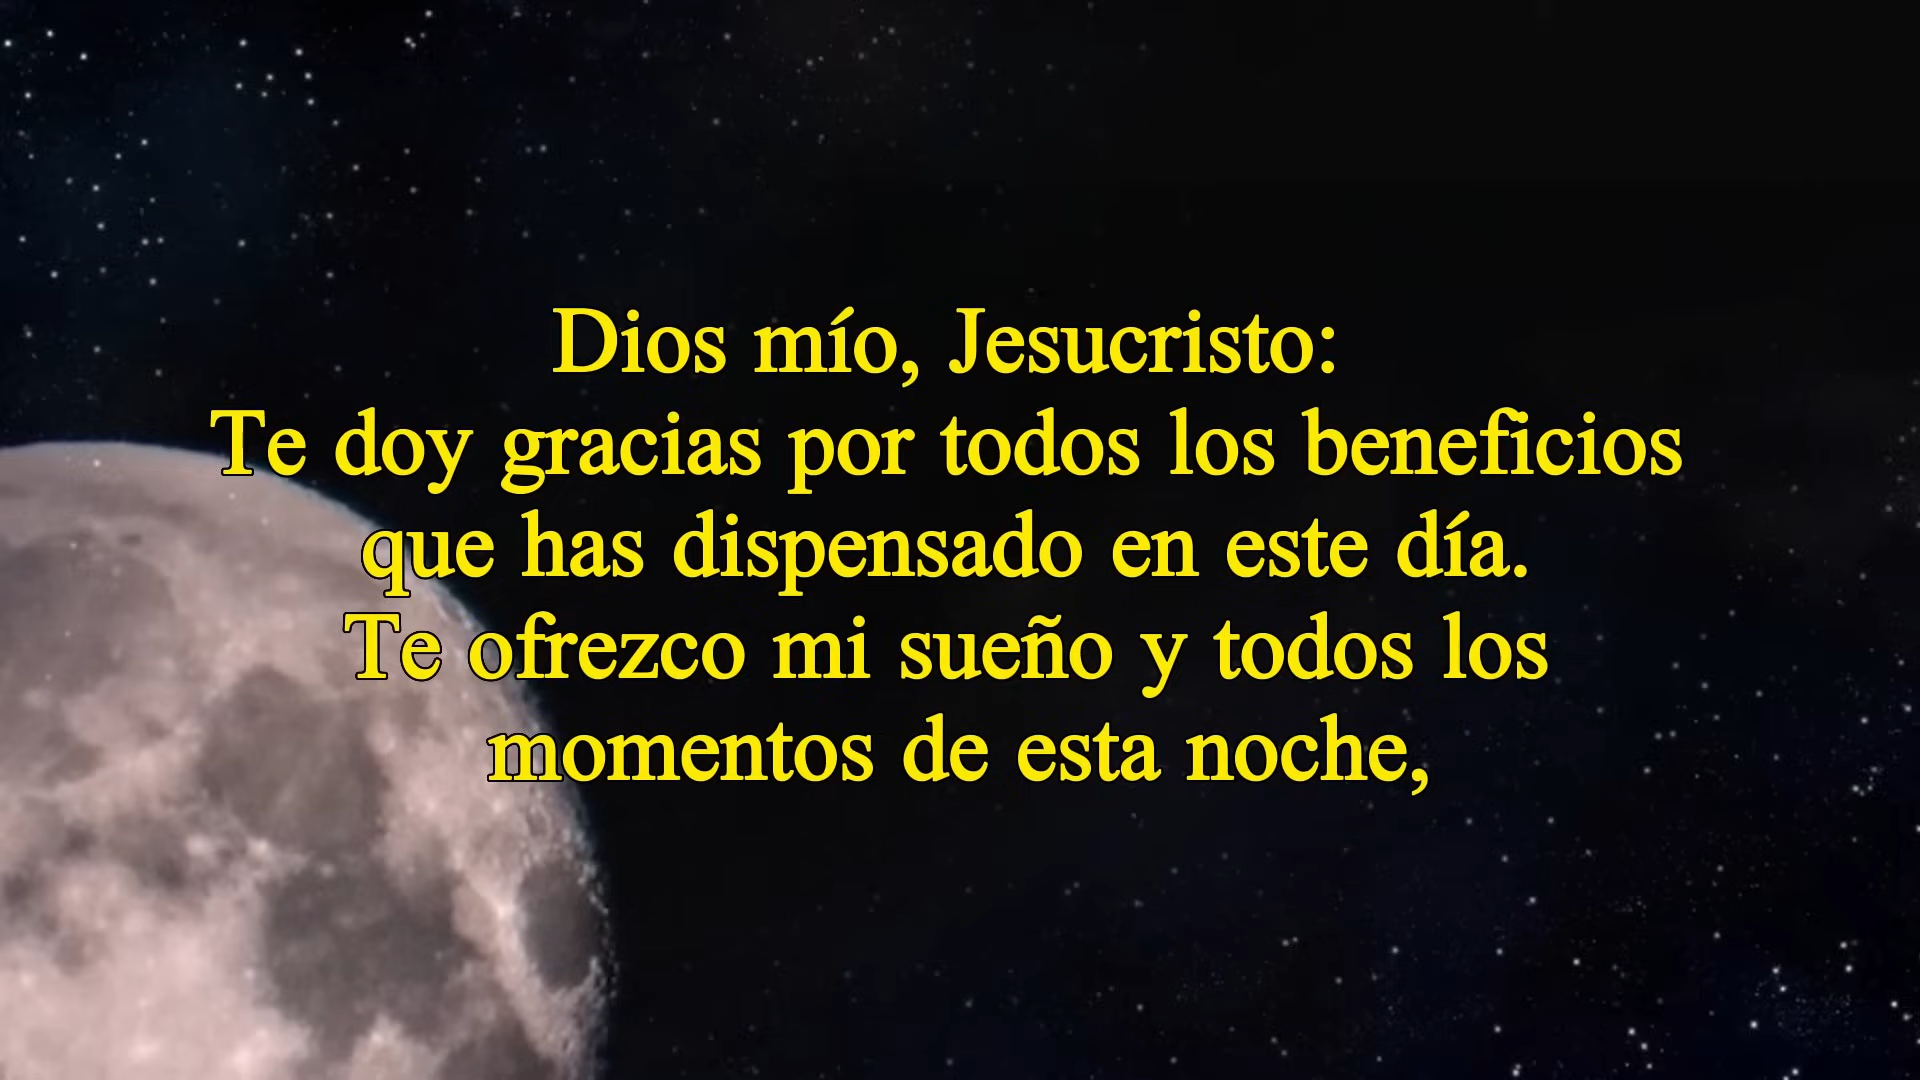 Dios mío, Jesucristo:
Te doy gracias por todos los beneficios
que has dispensado en este día.
Te ofrezco mi sueño y todos los
momentos de esta noche,